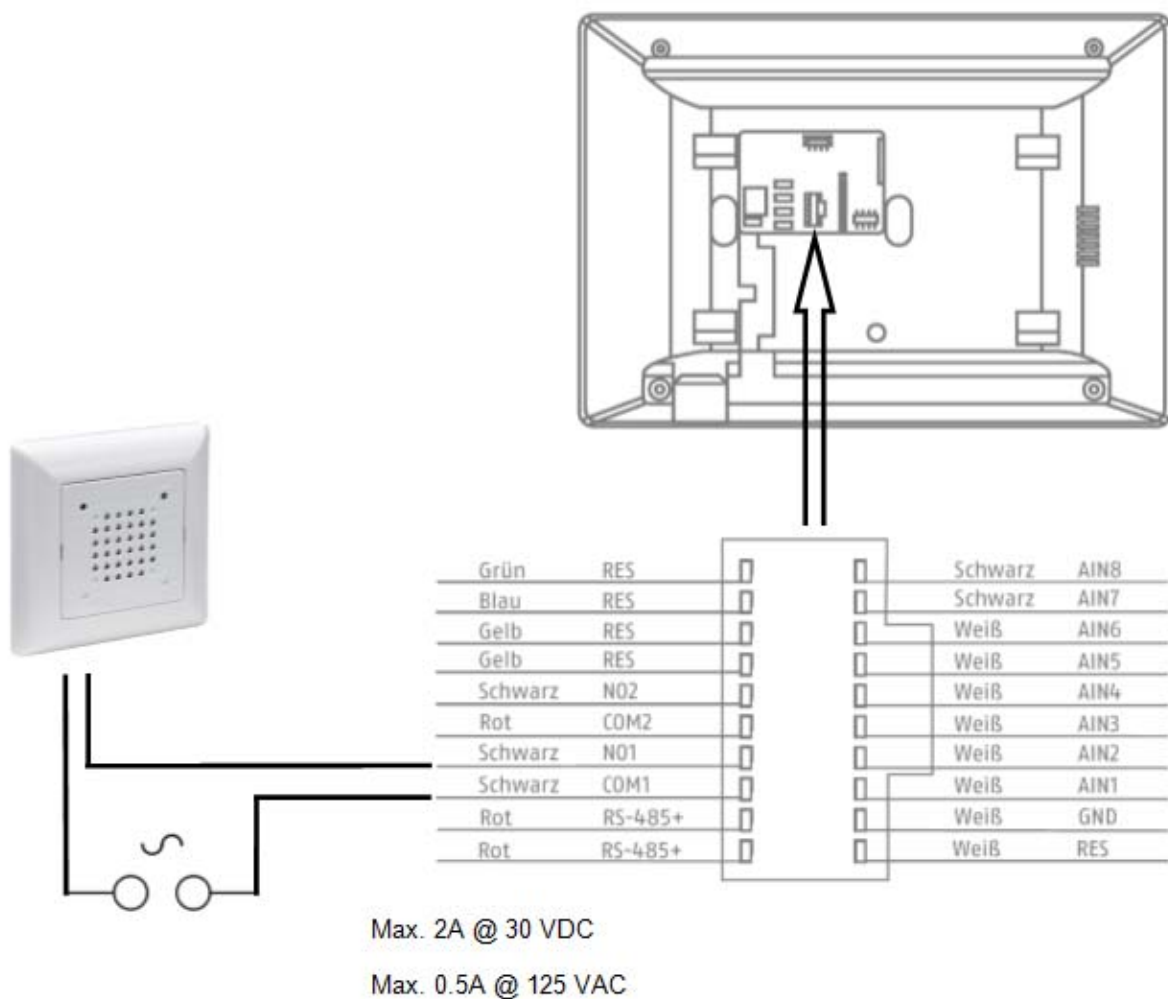 Grün RES Schwarz AIN8
Blau RES Schwarz AIN7
Gelb RES Weiß AIN6
Gelb RES Weiß AIN5
Schwarz NO2 Weiß AIN4
Rot COM2 Weiß AIN3
Schwarz NO1 Weiß AIN2
Schwarz COM1 Weiß AIN1
Rot RS-485+ Weiß GND
Rot RS-485+ Weiß RES
Max. 2A @ 30 VDC
Max. 0.5A @ 125 VAC